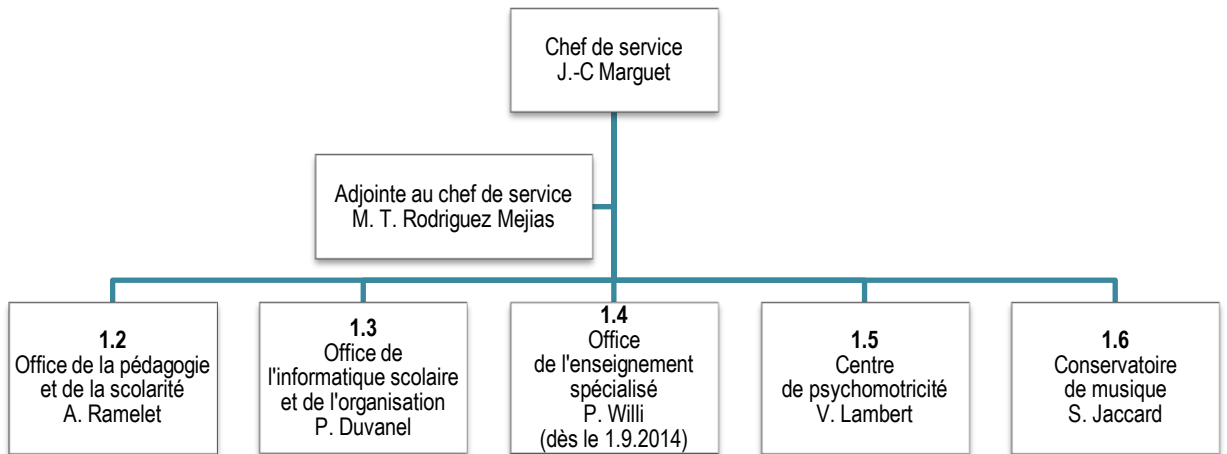 Chef de service
J.-C Marguet
Adjointe au chef de service
M. T. Rodriguez Mejias
1.2
Office de la pédagogie
et de la scolarité
A. Ramelet
1.3
Office de
l'informatique scolaire
et de l'organisation
P. Duvanel
1.4
Office
de l'enseignement
spécialisé
P. Willi
(dès le 1.9.2014)
1.5
Centre
de psychomotricité
V. Lambert
1.6
Conservatoire
de musique
S. Jaccard